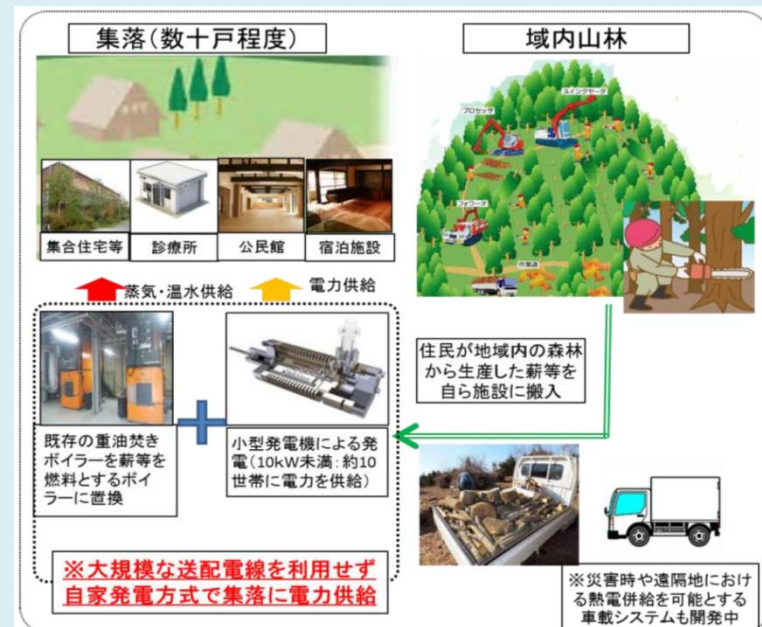 集落(数十戸程度)
域内山林
プロセッサ
スイングヤーダ
フォワーダ
作業道
集合住宅等
診療所
公民館
宿泊施設
蒸気・温水供給
電力供給
既存の重油焚き
ボイラーを薪等を
燃料とするボイ
ラーに置換
小型発電機による発
電(10kW未満:約10
世帯に電力を供給)
※大規模な送配電線を利用せず
自家発電方式で集落に電力供給
住民が地域内の森林
から生産した薪等を
自ら施設に搬入
※災害時や遠隔地におけ
る熱電併給を可能とする
車載システムも開発中